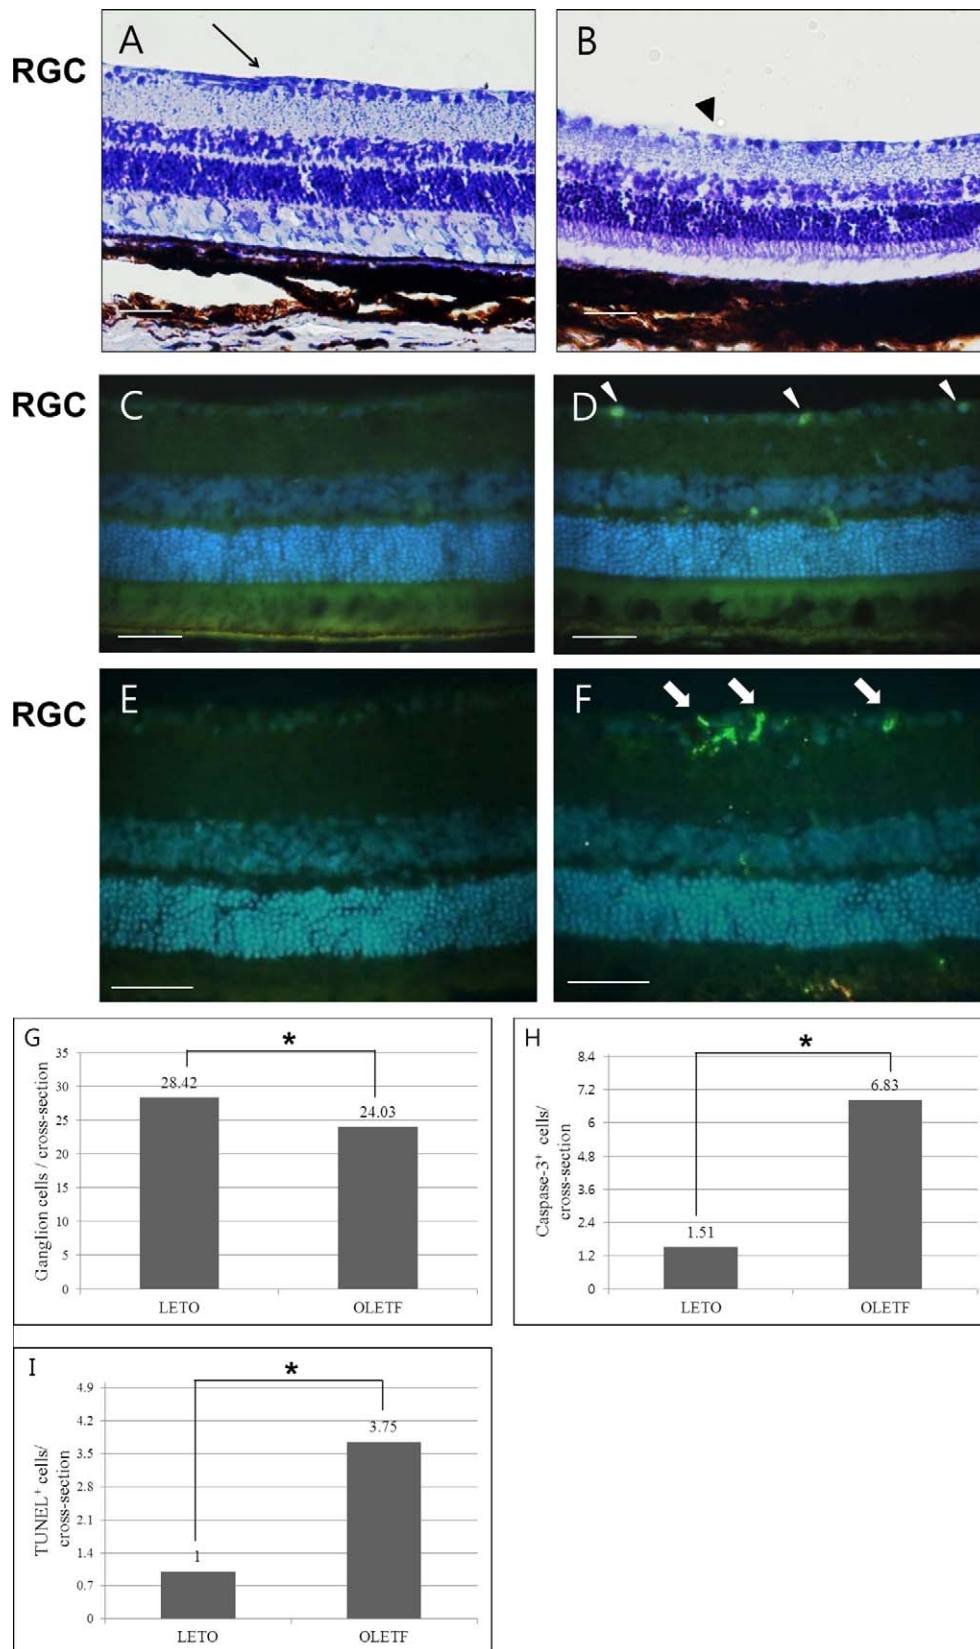 A
B
RGC
RGC
C
D
RGC
E
F
G
*
35
30
25
20
15
10
5
0
28.42
24.03
Ganglion cells / cross-section
LETO OLETF
H
*
8.4
7.2
6
4.8
3.6
2.4
1.2
0
6.83
1.51
Caspase-3⁺ cells/
cross-section
LETO OLETF
I
*
4.9
4.2
3.5
2.8
2.1
1.4
0.7
0
3.75
1
TUNEL⁺ cells/
cross-section
LETO OLETF